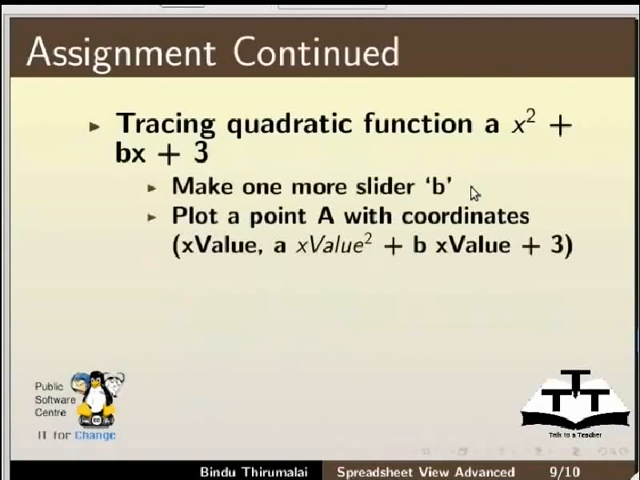 Assignment Continued
Tracing quadratic function a x² +
bx + 3
Make one more slider ‘b’
Plot a point A with coordinates
(xValue, a xValue² + b xValue + 3)
Public
Software
Centre
IT for Change
TTT
Talk to a Teacher
Bindu Thirumalai Spreadsheet View Advanced 9/10